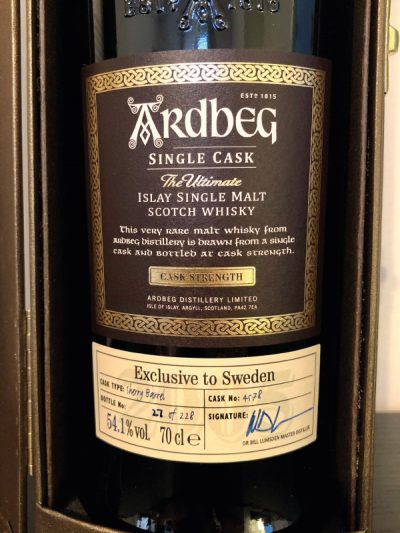 ESTᴰ 1815
ARDBEG
SINGLE CASK
The Ultimate
ISLAY SINGLE MALT
SCOTCH WHISKY
This very rare malt whisky from
Ardbeg distillery is drawn from a single
cask and bottled at cask strength.
CASK STRENGTH
ARDBEG DISTILLERY LIMITED
ISLE OF ISLAY, ARGYLL, SCOTLAND, PA42 7EA
Exclusive to Sweden
CASK TYPE: Sherry Barrel
CASK No: 4578
BOTTLE No: 27 of 228
SIGNATURE:
54.1%vol. 70 cl e
DR BILL LUMSDEN MASTER DISTILLER